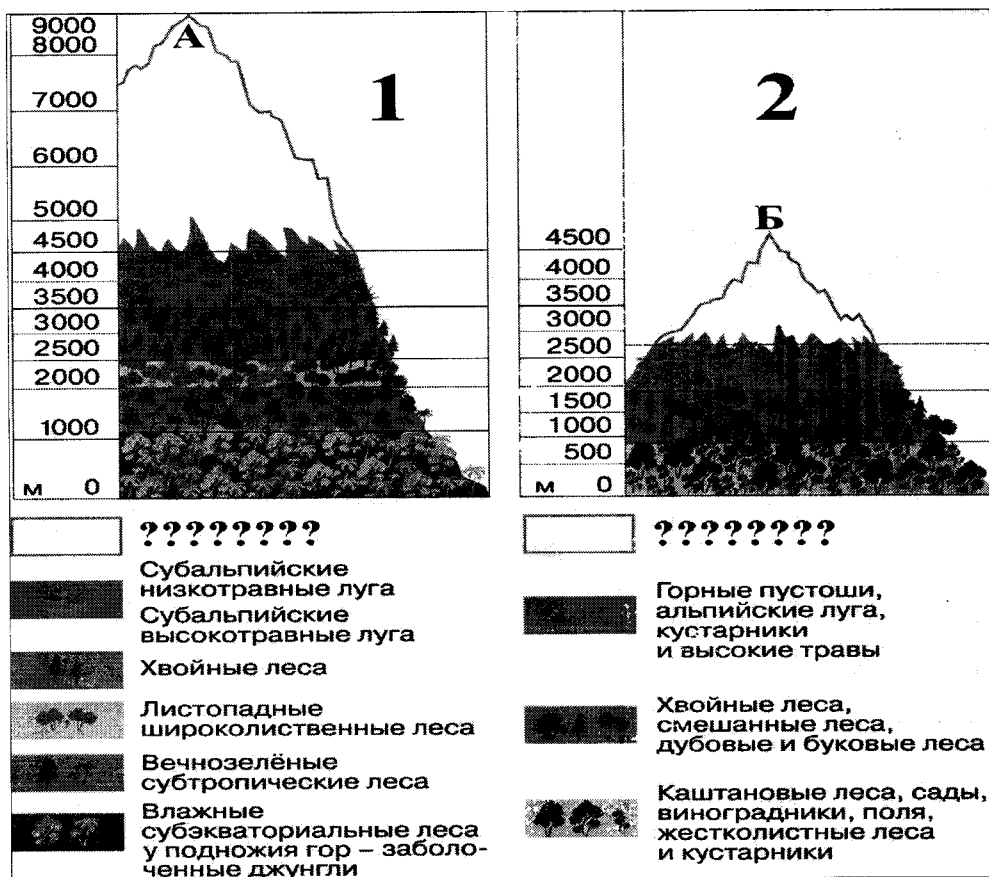 9000
8000
7000
6000
5000
4500
4000
3500
3000
2500
2000
1000
м 0
А
1
????????
Субальпийские
низкотравные луга
Субальпийские
высокотравные луга
Хвойные леса
Листопадные
широколиственные леса
Вечнозелёные
субтропические леса
Влажные
субэкваториальные леса
у подножия гор – заболо-
ченные джунгли
2
Б
4500
4000
3500
3000
2500
2000
1500
1000
500
м 0
????????
Горные пустоши,
альпийские луга,
кустарники
и высокие травы
Хвойные леса,
смешанные леса,
дубовые и буковые леса
Каштановые леса, сады,
виноградники, поля,
жестколистные леса
и кустарники